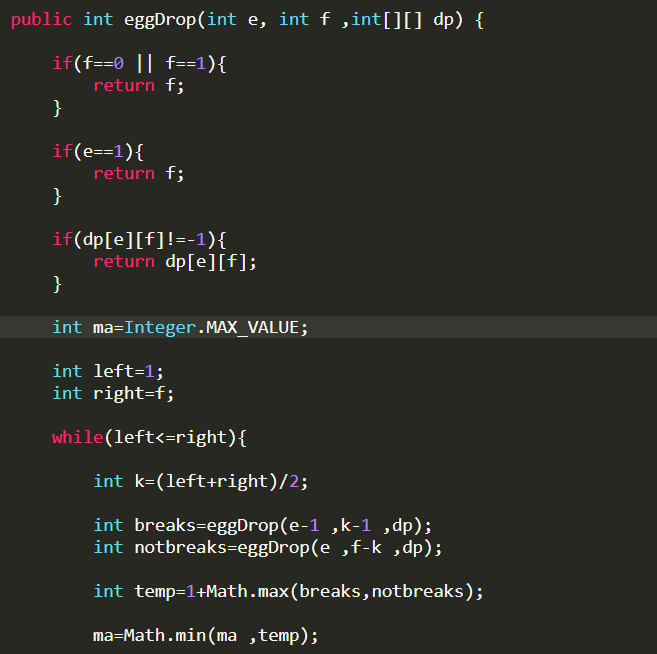 public int eggDrop(int e, int f ,int[][] dp) {
if(f==0 || f==1){
return f;
}
if(e==1){
return f;
}
if(dp[e][f]!=-1){
return dp[e][f];
}
int ma=Integer.MAX_VALUE;
int left=1;
int right=f;
while(left<=right){
int k=(left+right)/2;
int breaks=eggDrop(e-1 ,k-1 ,dp);
int notbreaks=eggDrop(e ,f-k ,dp);
int temp=1+Math.max(breaks,notbreaks);
ma=Math.min(ma ,temp);